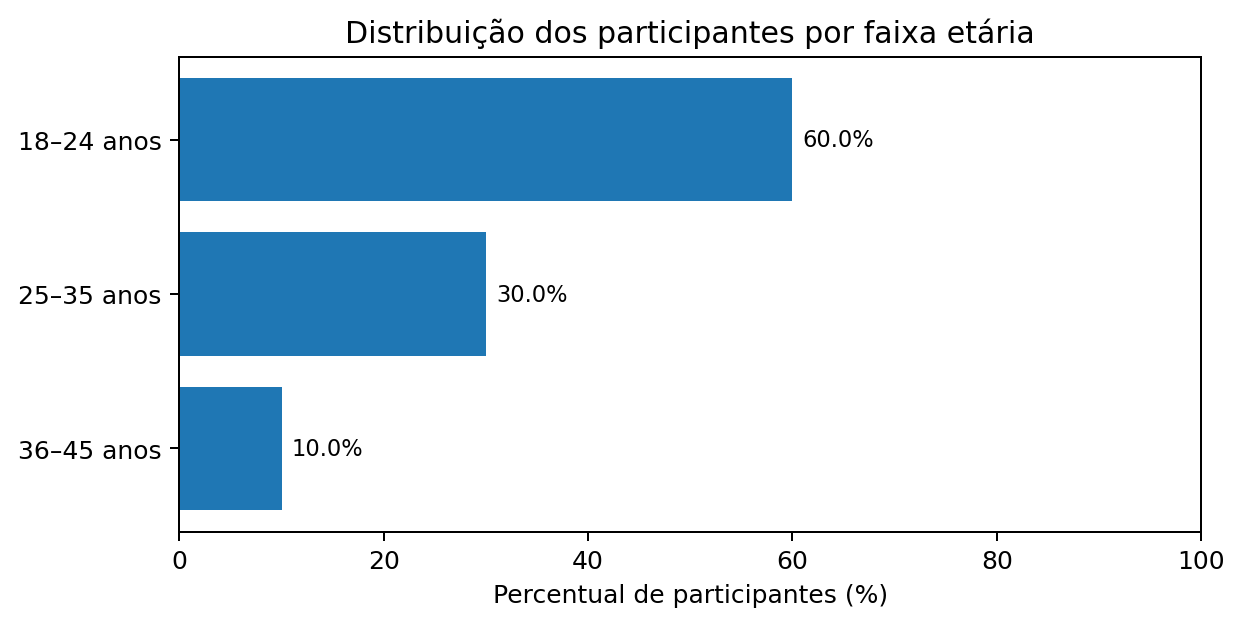 Distribuição dos participantes por faixa etária
18–24 anos
60.0%
25–35 anos
30.0%
36–45 anos
10.0%
0 20 40 60 80 100
Percentual de participantes (%)